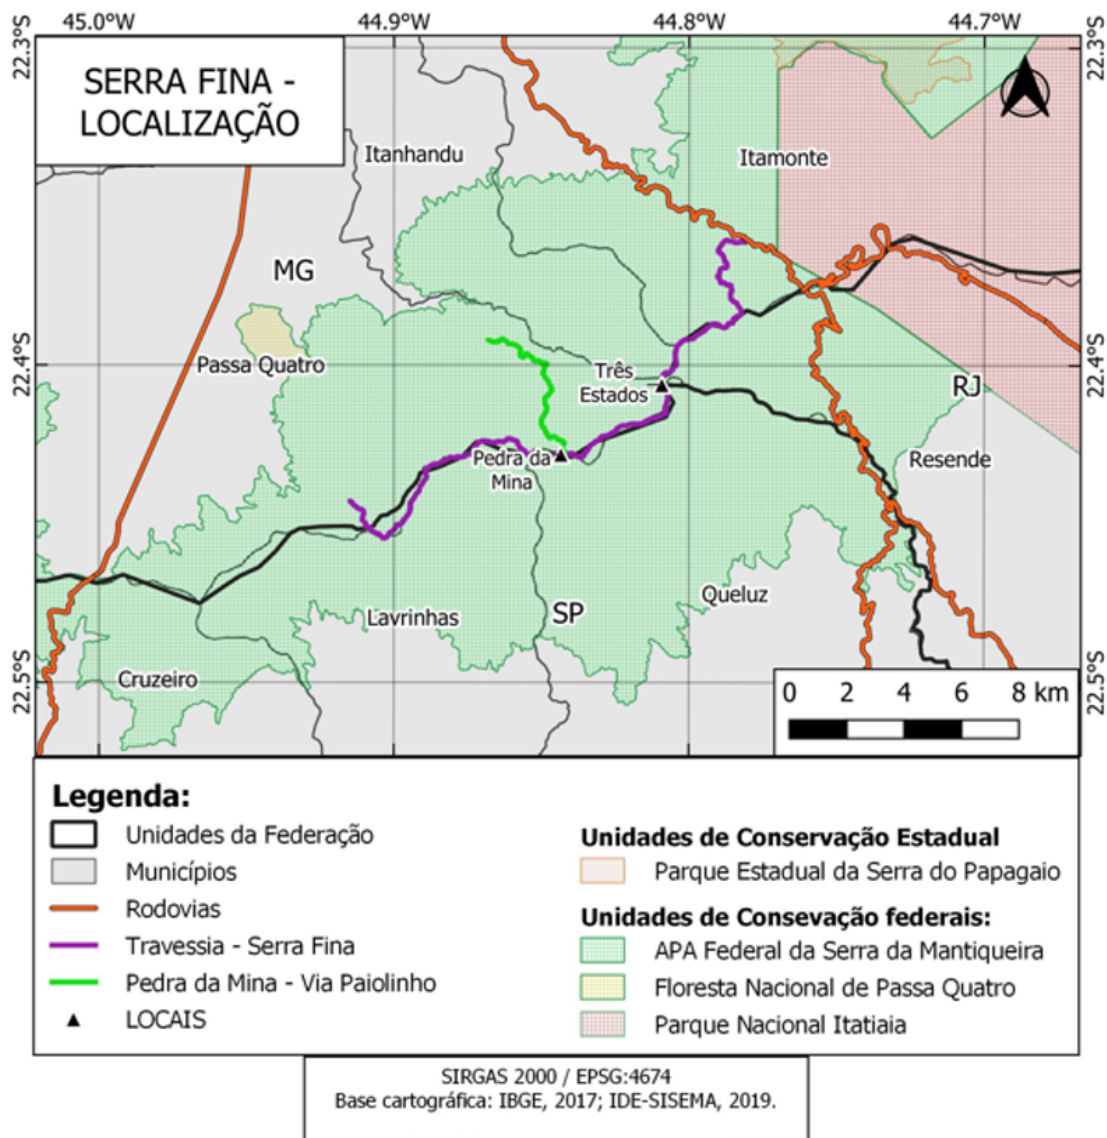 45.0°W 44.9°W 44.8°W 44.7°W
22.3°S 22.3°S
SERRA FINA -
LOCALIZAÇÃO
Itanhandu
Itamonte
MG
Passa Quatro
22.4°S 22.4°S
Três
Estados
RJ
Pedra da
Mina
Resende
Queluz
Lavrinhas
SP
Cruzeiro
22.5°S 22.5°S
0 2 4 6 8 km
Legenda:
Unidades da Federação
Municípios
Rodovias
Travessia - Serra Fina
Pedra da Mina - Via Paiolinho
LOCAIS
Unidades de Conservação Estadual
Parque Estadual da Serra do Papagaio
Unidades de Consevação federais:
APA Federal da Serra da Mantiqueira
Floresta Nacional de Passa Quatro
Parque Nacional Itatiaia
SIRGAS 2000 / EPSG:4674
Base cartográfica: IBGE, 2017; IDE-SISEMA, 2019.